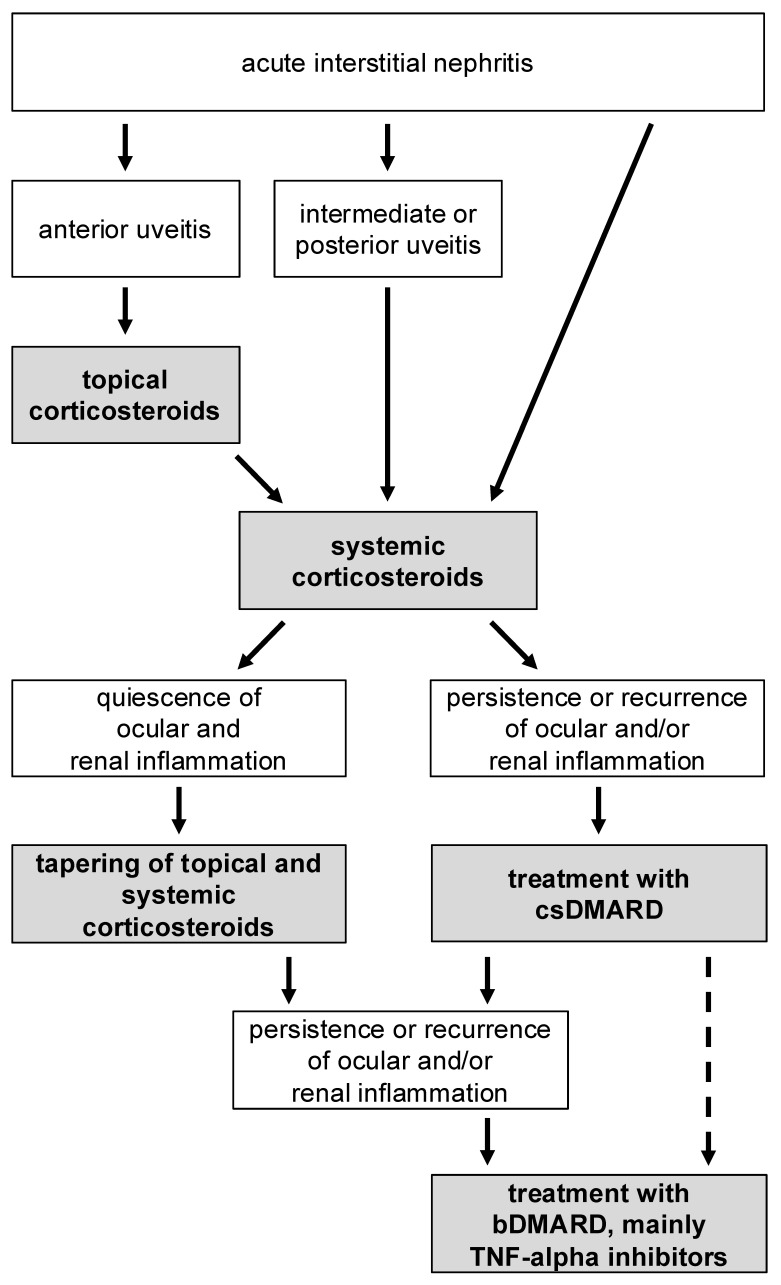 acute interstitial nephritis
anterior uveitis
intermediate or
posterior uveitis
topical
corticosteroids
systemic
corticosteroids
quiescence of
ocular and
renal inflammation
persistence or recurrence
of ocular and/or
renal inflammation
tapering of topical and
systemic
corticosteroids
treatment with
csDMARD
persistence or recurrence
of ocular and/or
renal inflammation
treatment with
bDMARD, mainly
TNF-alpha inhibitors